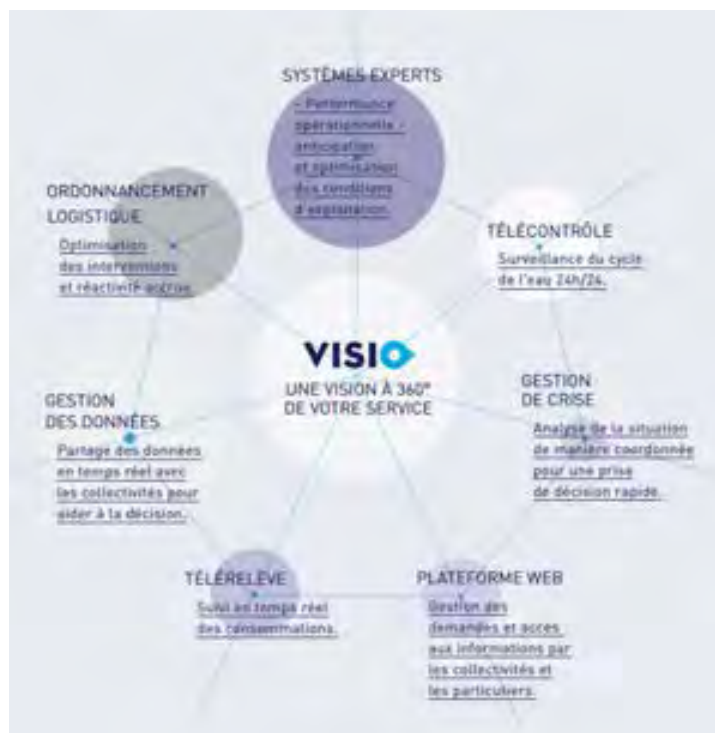 SYSTÈMES EXPERTS
- Performance
opérationnelle -
anticipation
et optimisation
des conditions
d'exploitation.
ORDONNANCEMENT
LOGISTIQUE
Optimisation
des interventions
et réactivité accrue.
TÉLÉCONTRÔLE
Surveillance du cycle
de l'eau 24h/24.
VISIO
UNE VISION À 360°
DE VOTRE SERVICE
GESTION
DE CRISE
Analyse de la situation
de manière coordonnée
pour une prise
de décision rapide.
GESTION
DES DONNÉES
Partage des données
en temps réel avec
les collectivités pour
aider à la décision.
TÉLÉRELÈVE
Suivi en temps réel
des consommations.
PLATEFORME WEB
Gestion des
demandes et accès
aux informations par
les collectivités et
les particuliers.